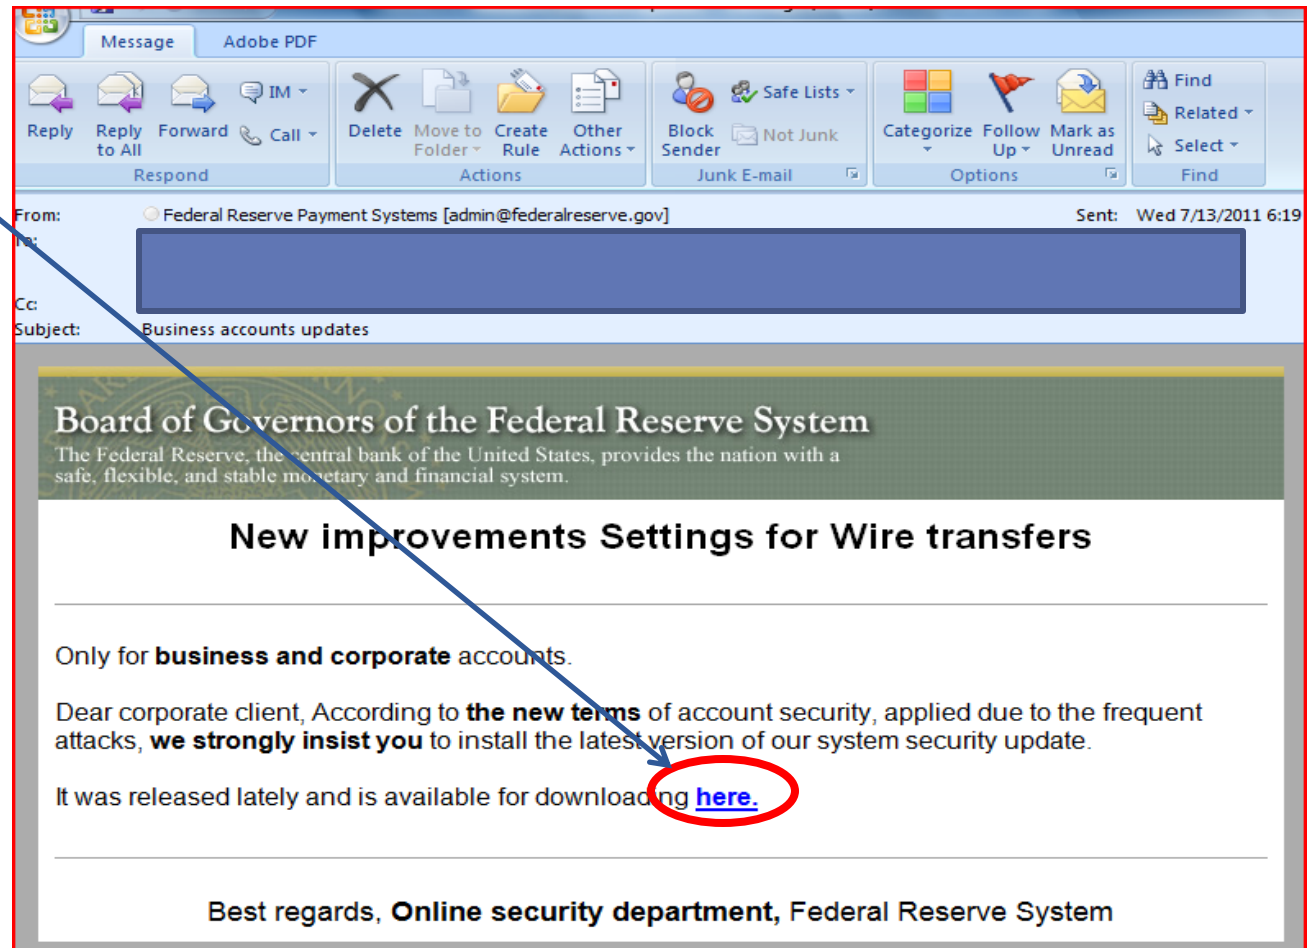 Message Adobe PDF
Reply Reply to All Forward IM Call Delete Move to Folder Create Rule Other Actions Block Sender Safe Lists Not Junk Categorize Follow Up Mark as Unread Find Related Select
Respond Actions Junk E-mail Options Find
From: Federal Reserve Payment Systems [admin@federalreserve.gov] Sent: Wed 7/13/2011 6:19
To:
Cc:
Subject: Business accounts updates
Board of Governors of the Federal Reserve System
The Federal Reserve, the central bank of the United States, provides the nation with a
safe, flexible, and stable monetary and financial system.
New improvements Settings for Wire transfers
Only for business and corporate accounts.
Dear corporate client, According to the new terms of account security, applied due to the frequent
attacks, we strongly insist you to install the latest version of our system security update.
It was released lately and is available for downloading here.
Best regards, Online security department, Federal Reserve System